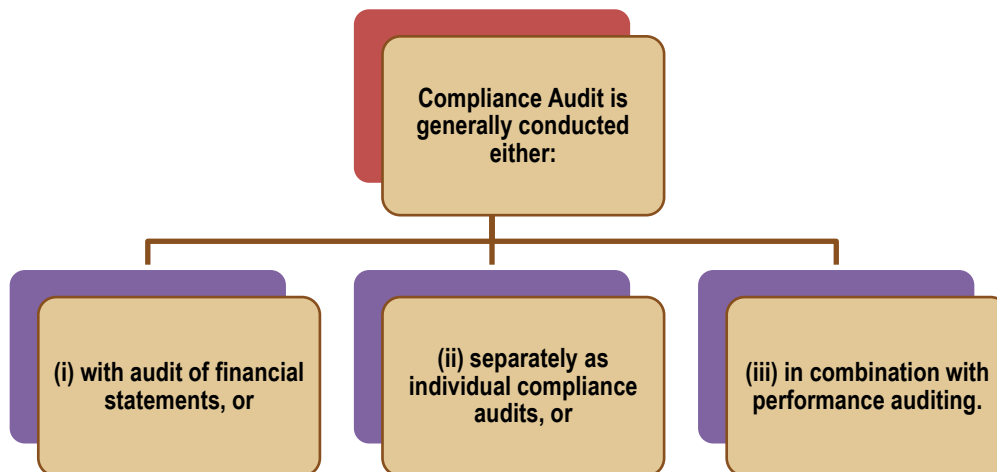 Compliance Audit is
generally conducted
either:
(i) with audit of financial
statements, or
(ii) separately as
individual compliance
audits, or
(iii) in combination with
performance auditing.